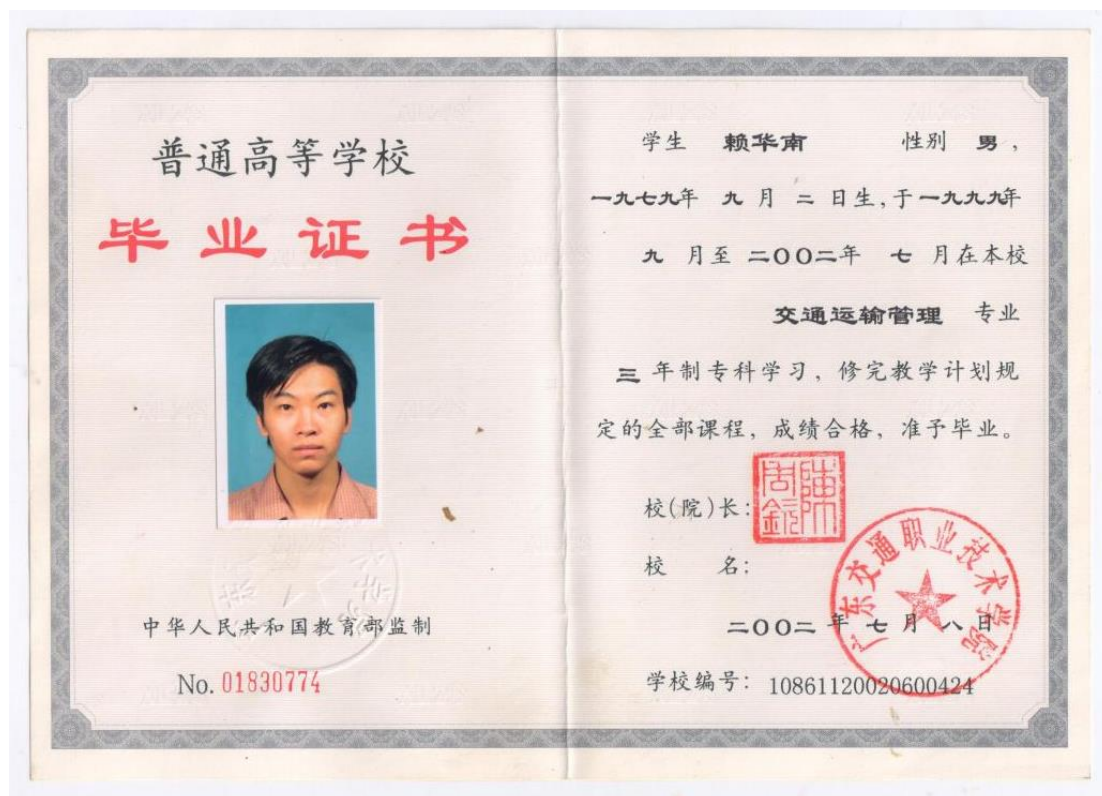 普通高等学校
毕业证书
中华人民共和国教育部监制
No. 01830774
学生 赖华南 性别 男，
一九七九年 九 月 二 日生，于一九九九年
九 月至 二〇〇二年 七 月在本校
交通运输管理 专业
三 年制专科学习，修完教学计划规
定的全部课程，成绩合格，准予毕业。
校(院)长：
校 名：
广东交通职业技术学院
二〇〇二 年 七 月 八 日
学校编号： 10861120020600424